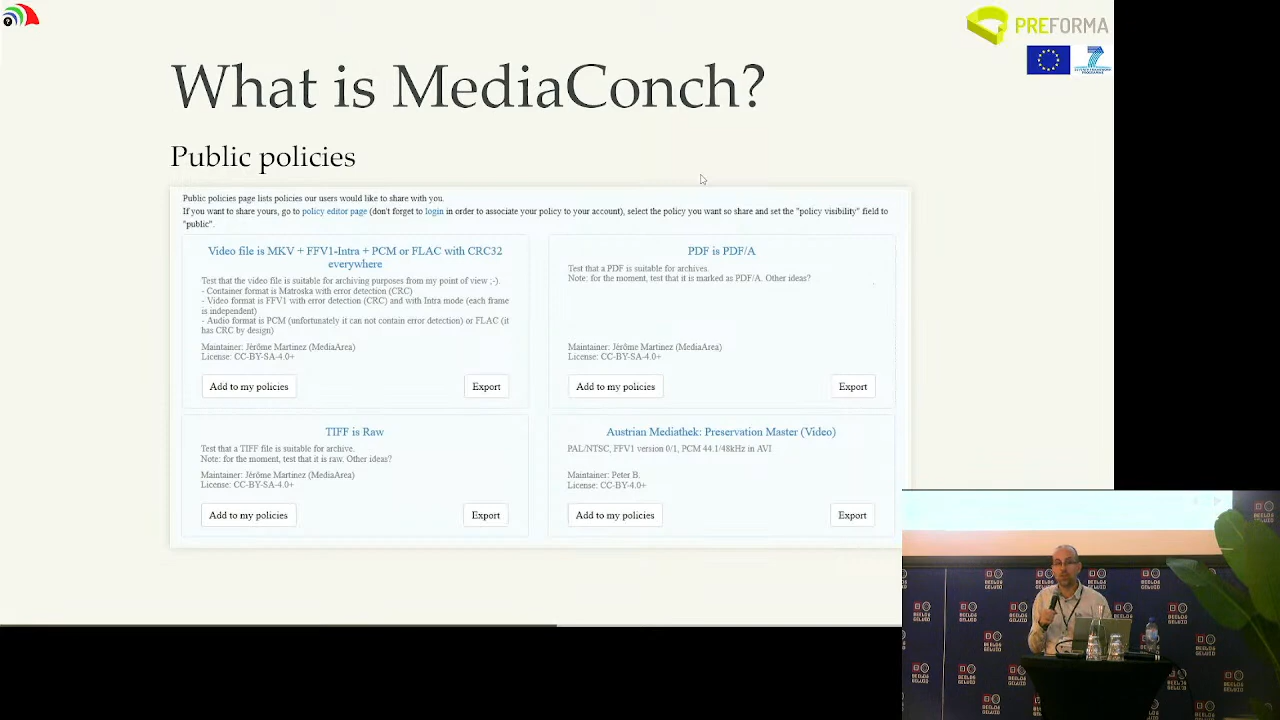 PREFORMA
What is MediaConch?
Public policies
Public policies page lists policies our users would like to share with you.
If you want to share yours, go to policy editor page (don't forget to login in order to associate your policy to your account), select the policy you want so share and set the "policy visibility" field to
"public".
Video file is MKV + FFV1-Intra + PCM or FLAC with CRC32
everywhere
Test that the video file is suitable for archiving purposes from my point of view ;-).
- Container format is Matroska with error detection (CRC)
- Video format is FFV1 with error detection (CRC) and with Intra mode (each frame
is independent)
- Audio format is PCM (unfortunately it can not contain error detection) or FLAC (it
has CRC by design)
Maintainer: Jérôme Martinez (MediaArea)
License: CC-BY-SA-4.0+
Add to my policies
Export
PDF is PDF/A
Test that a PDF is suitable for archives.
Note: for the moment, test that it is marked as PDF/A. Other ideas?
Maintainer: Jérôme Martinez (MediaArea)
License: CC-BY-SA-4.0+
Add to my policies
Export
TIFF is Raw
Test that a TIFF file is suitable for archive.
Note: for the moment, test that it is raw. Other ideas?
Maintainer: Jérôme Martinez (MediaArea)
License: CC-BY-SA-4.0+
Add to my policies
Export
Austrian Mediathek: Preservation Master (Video)
PAL/NTSC, FFV1 version 0/1, PCM 44.1/48kHz in AVI
Maintainer: Peter B.
License: CC-BY-4.0+
Add to my policies
Export
BEELD EN
GELUID